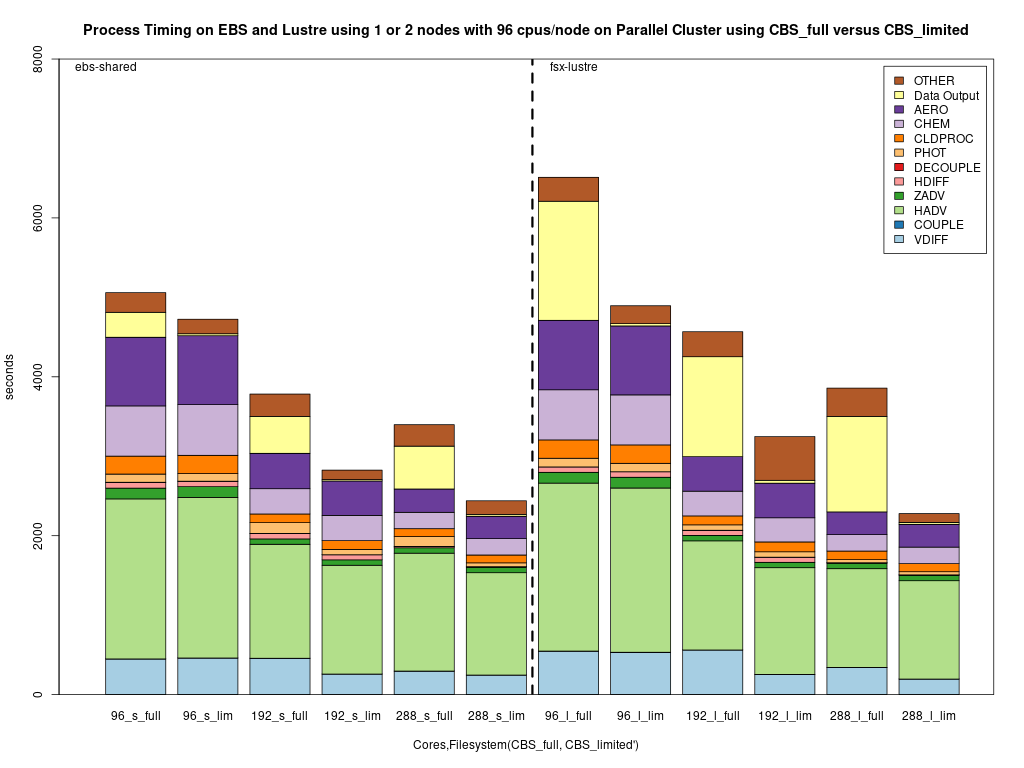 Process Timing on EBS and Lustre using 1 or 2 nodes with 96 cpus/node on Parallel Cluster using CBS_full versus CBS_limited
ebs-shared
fsx-lustre
OTHER
Data Output
AERO
CHEM
CLDPROC
PHOT
DECOUPLE
HDIFF
ZADV
HADV
COUPLE
VDIFF
seconds
8000
6000
4000
2000
0
96_s_full
96_s_lim
192_s_full
192_s_lim
288_s_full
288_s_lim
96_l_full
96_l_lim
192_l_full
192_l_lim
288_l_full
288_l_lim
Cores,Filesystem(CBS_full, CBS_limited')